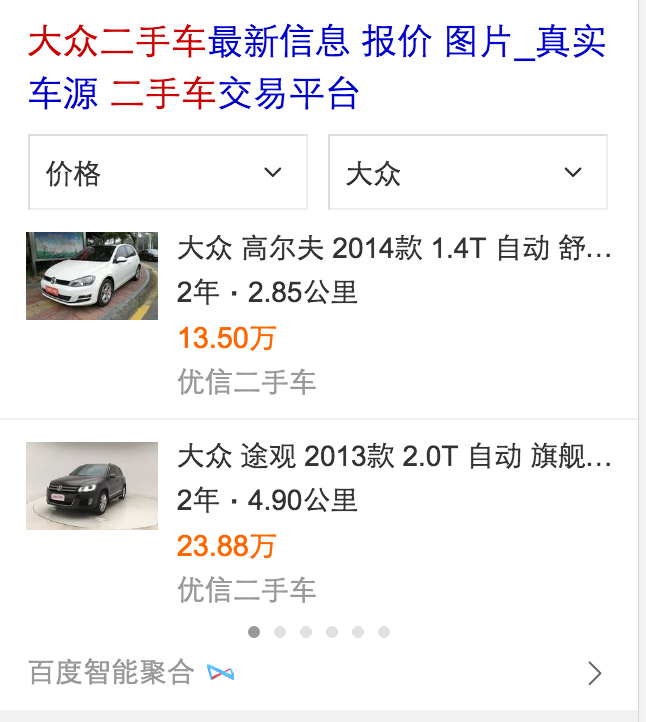 大众二手车最新信息 报价 图片_真实
车源 二手车交易平台
价格
大众
大众 高尔夫 2014款 1.4T 自动 舒...
2年·2.85公里
13.50万
优信二手车
大众 途观 2013款 2.0T 自动 旗舰...
2年·4.90公里
23.88万
优信二手车
百度智能聚合